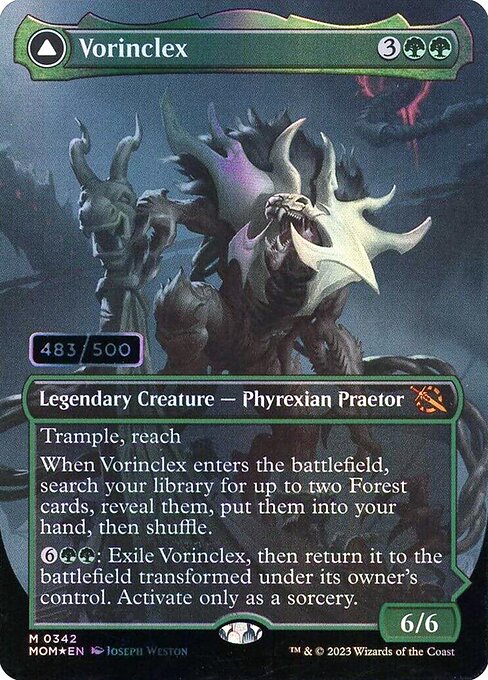 Vorinclex 3
483/500
Legendary Creature — Phyrexian Praetor
Trample, reach
When Vorinclex enters the battlefield,
search your library for up to two Forest
cards, reveal them, put them into your
hand, then shuffle.
6: Exile Vorinclex, then return it to the
battlefield transformed under its owner's
control. Activate only as a sorcery.
6/6
M 0342
MOM★EN Joseph Weston
™ & © 2023 Wizards of the Coast